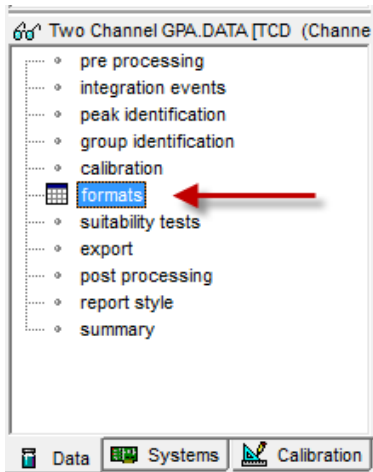 Two Channel GPA.DATA [TCD (Channe
pre processing
integration events
peak identification
group identification
calibration
formats
suitability tests
export
post processing
report style
summary
Data Systems Calibration